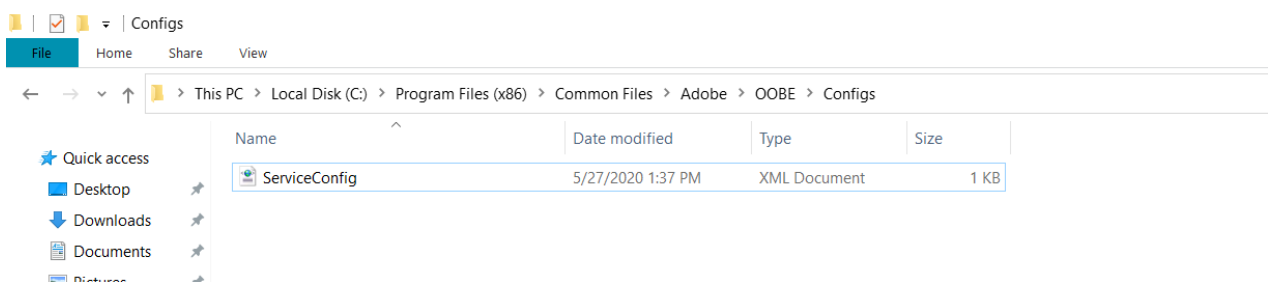 Configs
File Home Share View
This PC > Local Disk (C:) > Program Files (x86) > Common Files > Adobe > OOBE > Configs
Name Date modified Type Size
Quick access
ServiceConfig 5/27/2020 1:37 PM XML Document 1 KB
Desktop
Downloads
Documents
Pictures